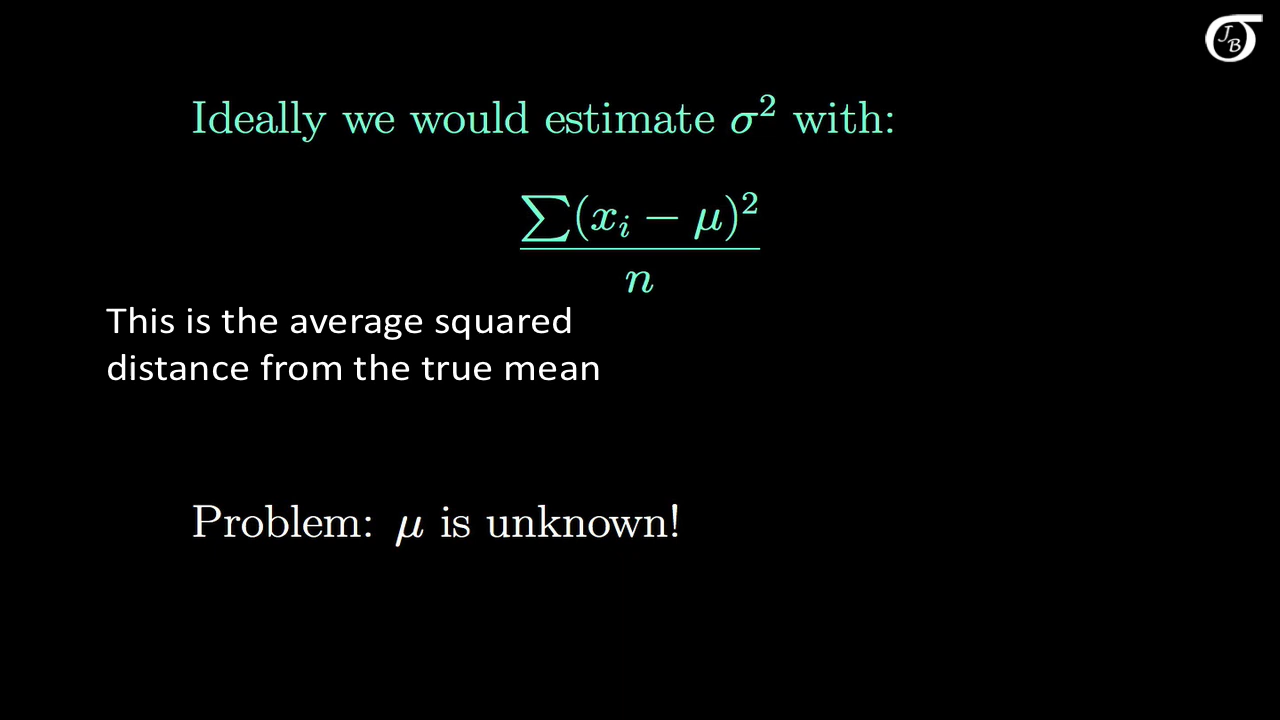 JB
Ideally we would estimate σ² with:
∑(xᵢ − μ)²
n
This is the average squared
distance from the true mean
Problem: μ is unknown!